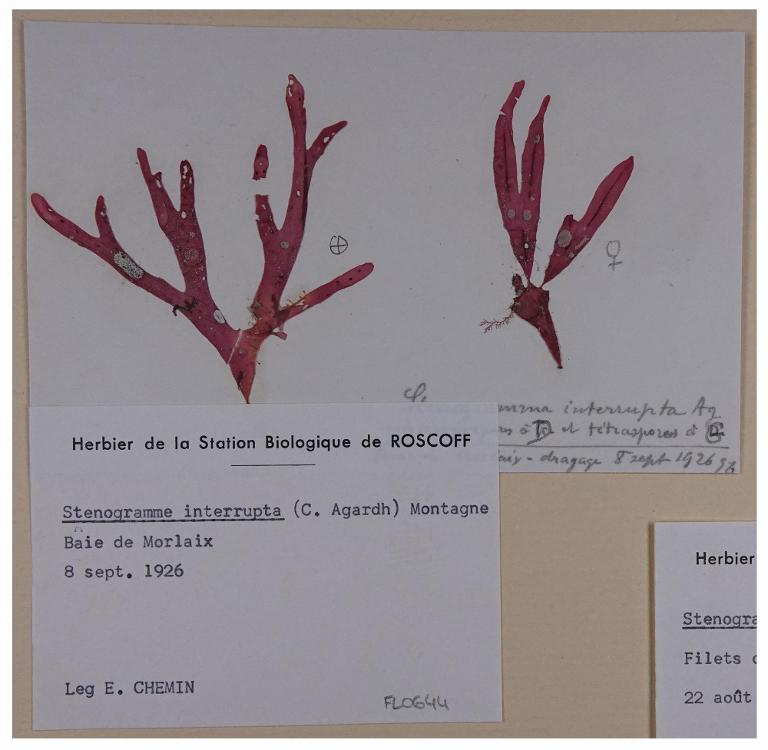 ⊕
♀
interrupta Ag.
à et tétraspores à
dragage 8 sept 1926
Herbier de la Station Biologique de ROSCOFF
Stenogramme interrupta (C. Agardh) Montagne
Baie de Morlaix
8 sept. 1926
Leg E. CHEMIN
FL0644
Herbier
Stenogra
Filets
22 août